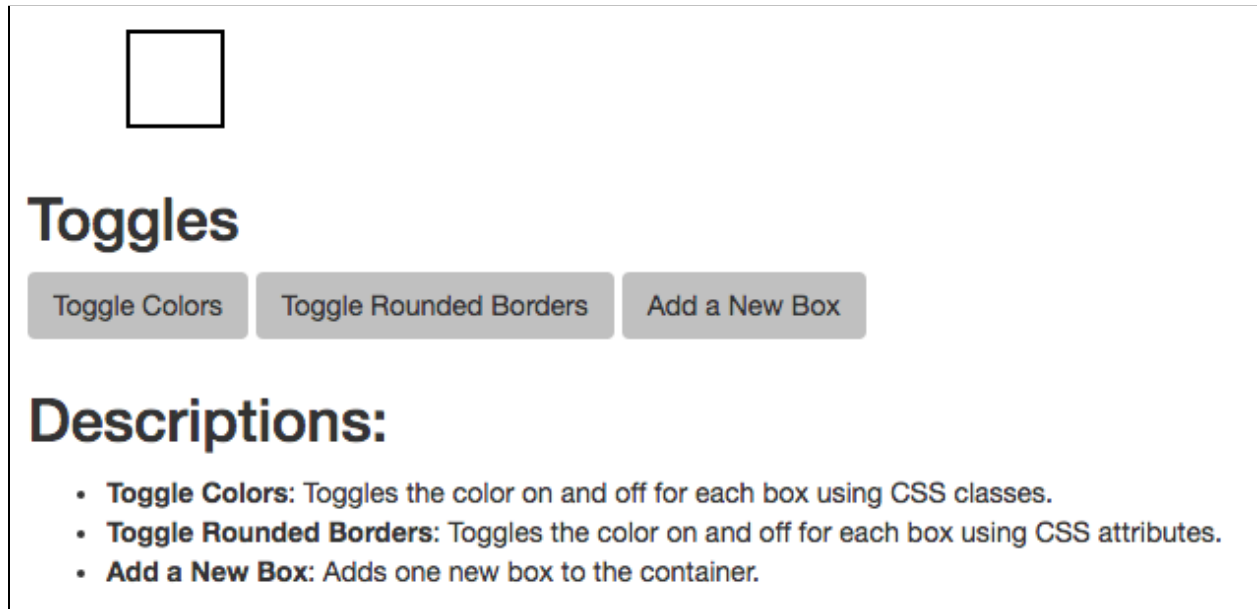 Toggles
Toggle Colors Toggle Rounded Borders Add a New Box
Descriptions:
• Toggle Colors: Toggles the color on and off for each box using CSS classes.
• Toggle Rounded Borders: Toggles the color on and off for each box using CSS attributes.
• Add a New Box: Adds one new box to the container.